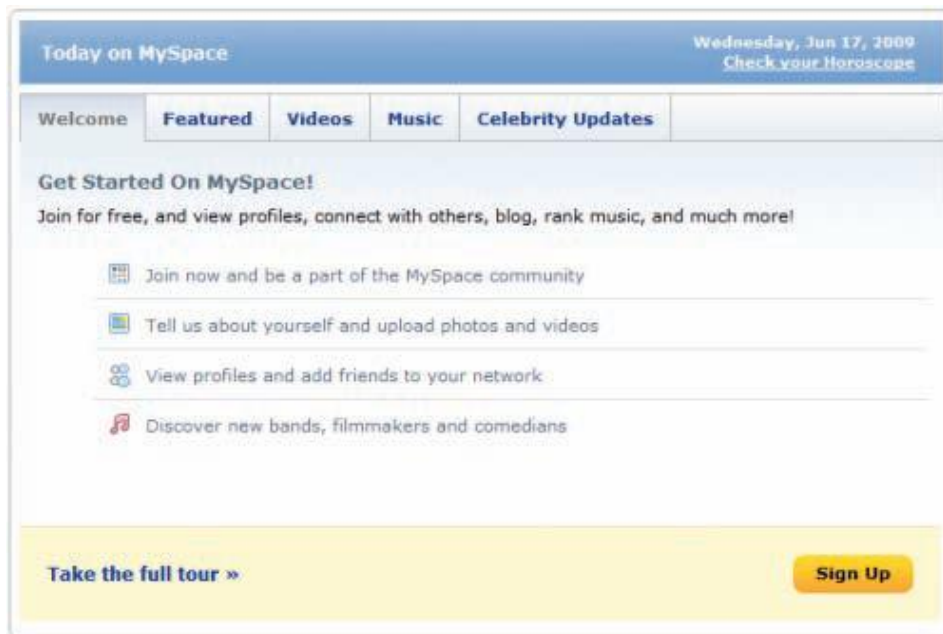 Today on MySpace
Wednesday, Jun 17, 2009
Check your Horoscope
Welcome Featured Videos Music Celebrity Updates
Get Started On MySpace!
Join for free, and view profiles, connect with others, blog, rank music, and much more!
Join now and be a part of the MySpace community
Tell us about yourself and upload photos and videos
View profiles and add friends to your network
Discover new bands, filmmakers and comedians
Take the full tour »
Sign Up